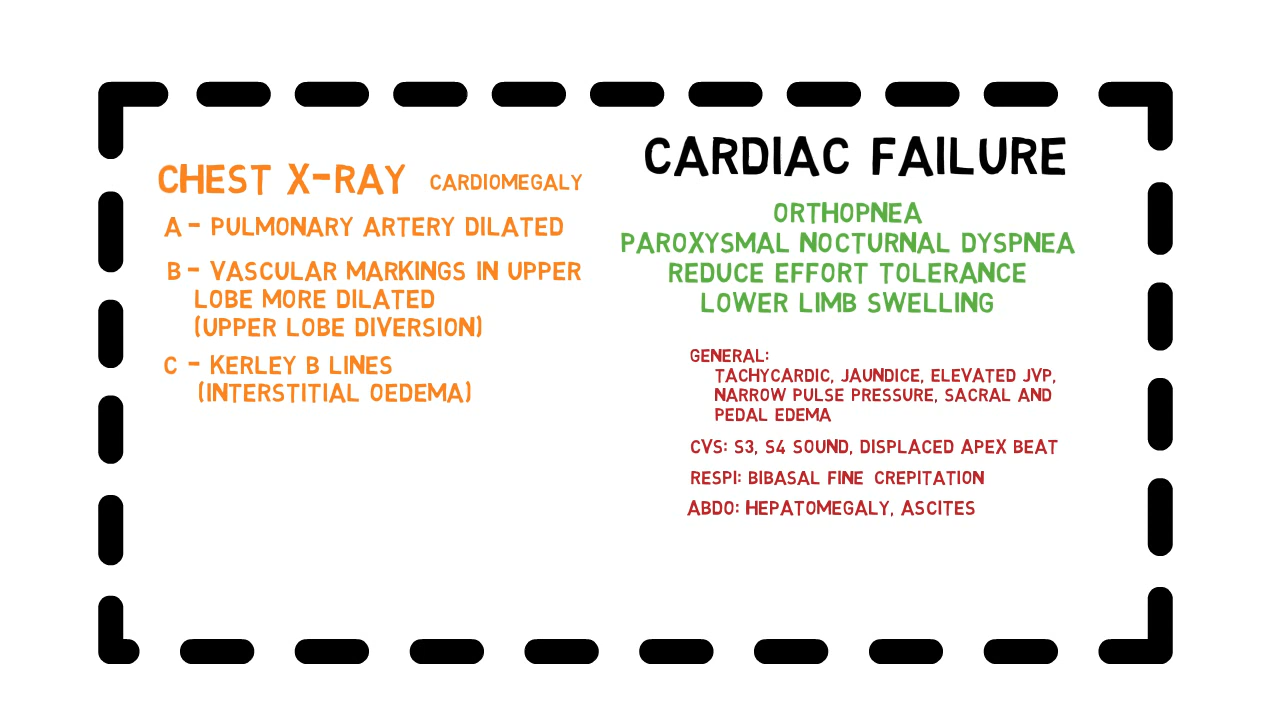 CHEST X-RAY CARDIOMEGALY
A - PULMONARY ARTERY DILATED
B - VASCULAR MARKINGS IN UPPER
LOBE MORE DILATED
(UPPER LOBE DIVERSION)
C - KERLEY B LINES
(INTERSTITIAL OEDEMA)
CARDIAC FAILURE
ORTHOPNEA
PAROXYSMAL NOCTURNAL DYSPNEA
REDUCE EFFORT TOLERANCE
LOWER LIMB SWELLING
GENERAL:
TACHYCARDIC, JAUNDICE, ELEVATED JVP,
NARROW PULSE PRESSURE, SACRAL AND
PEDAL EDEMA
CVS: S3, S4 SOUND, DISPLACED APEX BEAT
RESPI: BIBASAL FINE CREPITATION
ABDO: HEPATOMEGALY, ASCITES